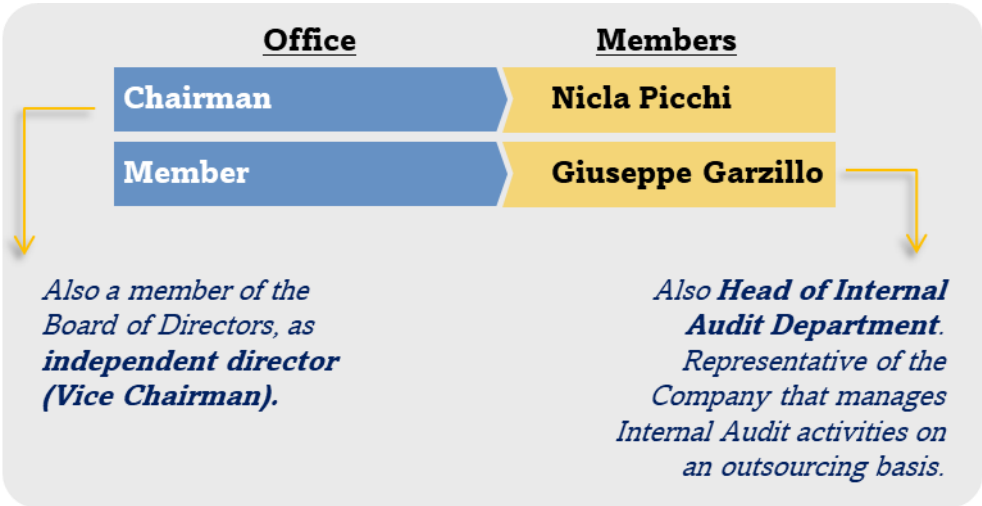 Office Members
Chairman Nicla Picchi
Member Giuseppe Garzillo
Also a member of the
Board of Directors, as
independent director
(Vice Chairman).
Also Head of Internal
Audit Department.
Representative of the
Company that manages
Internal Audit activities on
an outsourcing basis.